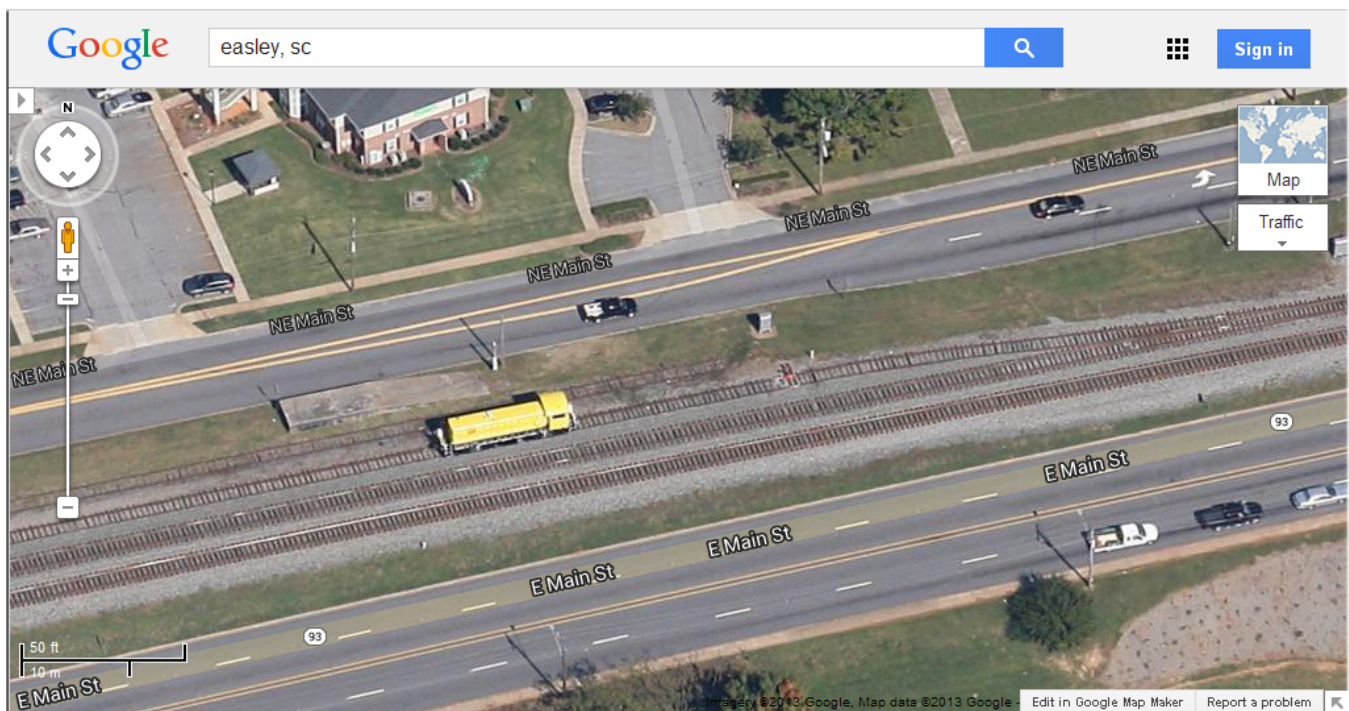 Google
easley, sc
Sign in
N
Map
Traffic
NE Main St
NE Main St
NE Main St
NE Main St
NE Main St
93
E Main St
E Main St
E Main St
93
50 ft
10 m
E Main St
Imagery ©2013 Google, Map data ©2013 Google -
Edit in Google Map Maker
Report a problem